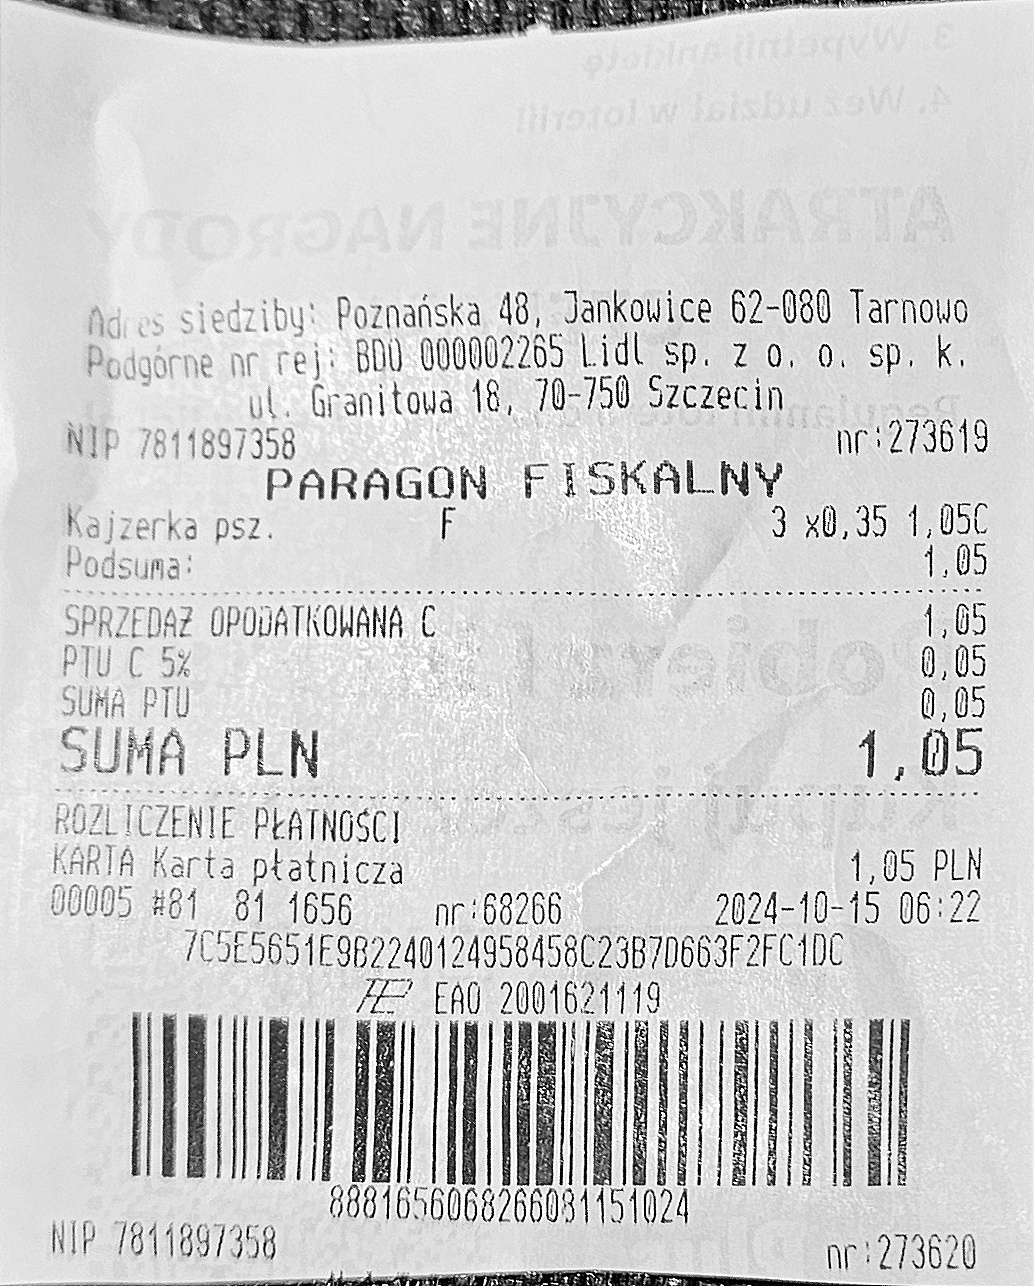 3. Wypełnij ankietę
4. Weź udział w loterii!
ATRAKCYJNE NAGRODY
Adres siedziby: Poznańska 48, Jankowice 62-080 Tarnowo
Podgórne nr rej: BDO 000002265 Lidl sp. z o. o. sp. k.
ul. Granitowa 18, 70-750 Szczecin
NIP 7811897358 nr:273619
PARAGON FISKALNY
Kajzerka psz. F 3 x0,35 1,05C
Podsuma: 1,05
SPRZEDAŻ OPODATKOWANA C 1,05
PTU C 5% 0,05
SUMA PTU 0,05
SUMA PLN 1,05
ROZLICZENIE PŁATNOŚCI
KARTA Karta płatnicza 1,05 PLN
00005 #81 81 1656 nr:68266 2024-10-15 06:22
7C5E5651E9B2240124958458C23B7D663F2FC1DC
EAO 2001621119
8881656068266081151024
NIP 7811897358 nr:273620